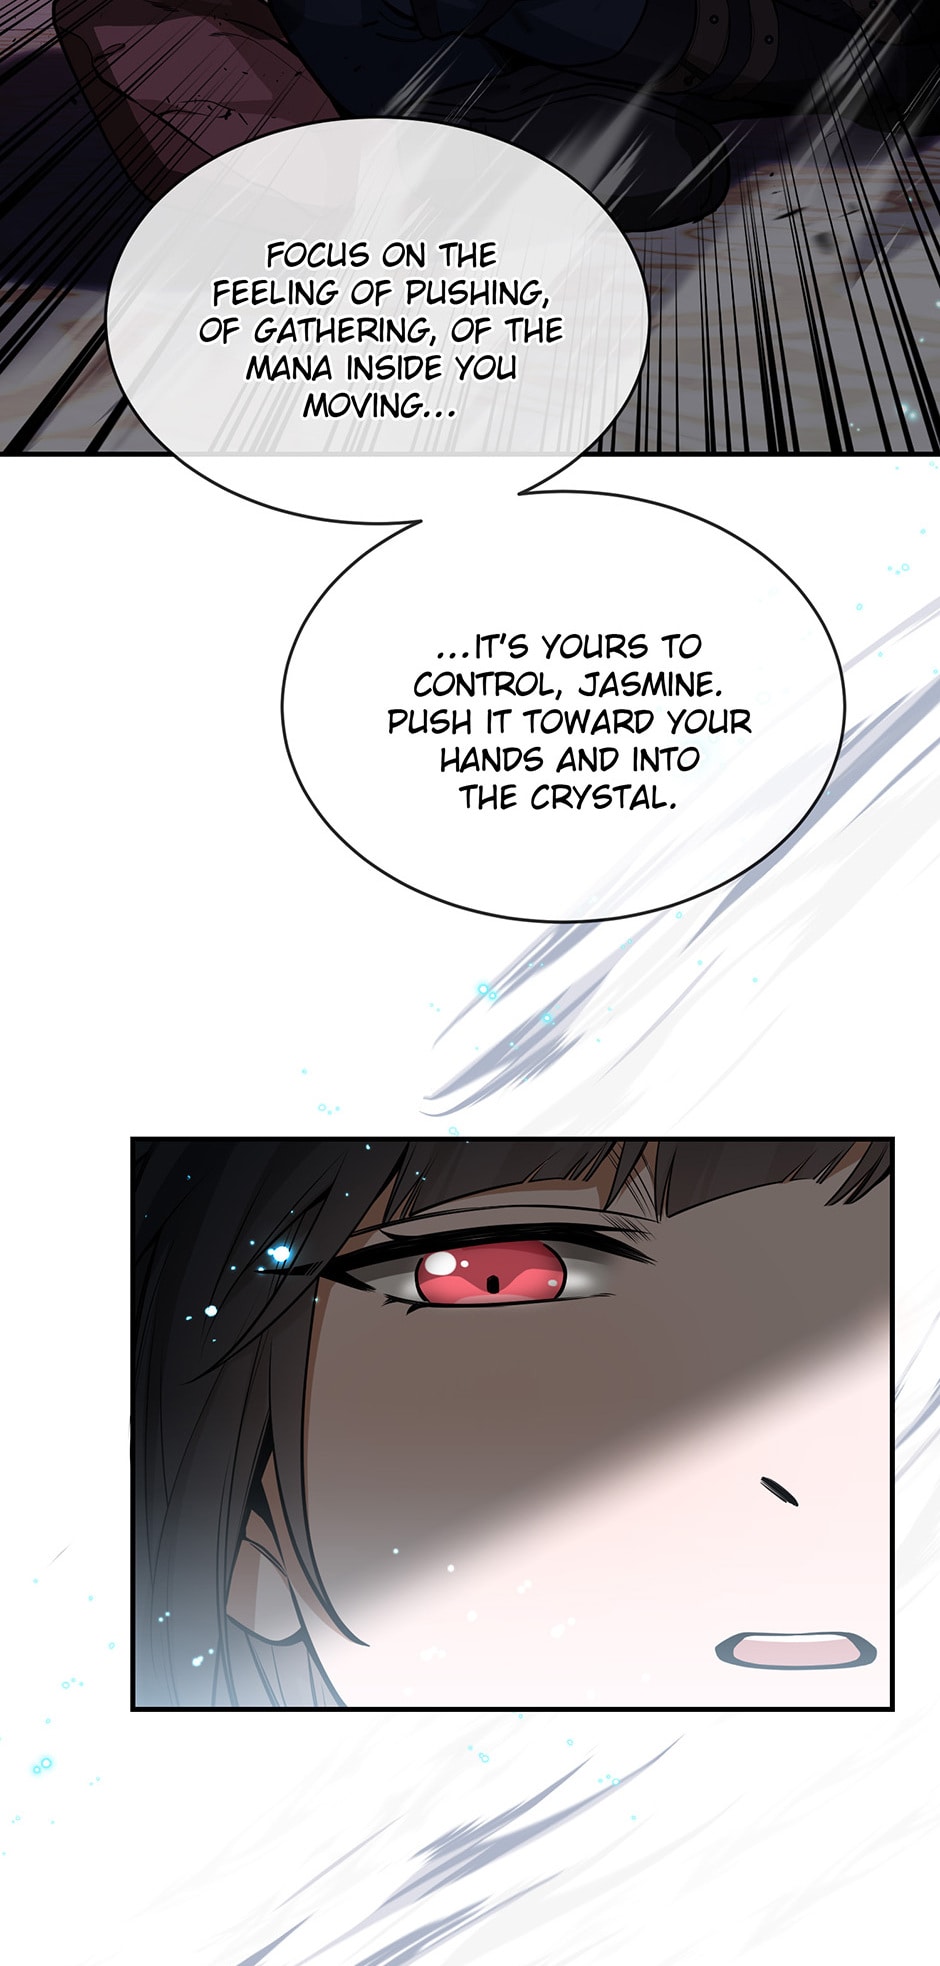 FOCUS ON THE
FEELING OF PUSHING,
OF GATHERING, OF THE
MANA INSIDE YOU
MOVING...
...IT'S YOURS TO
CONTROL, JASMINE.
PUSH IT TOWARD YOUR
HANDS AND INTO
THE CRYSTAL.